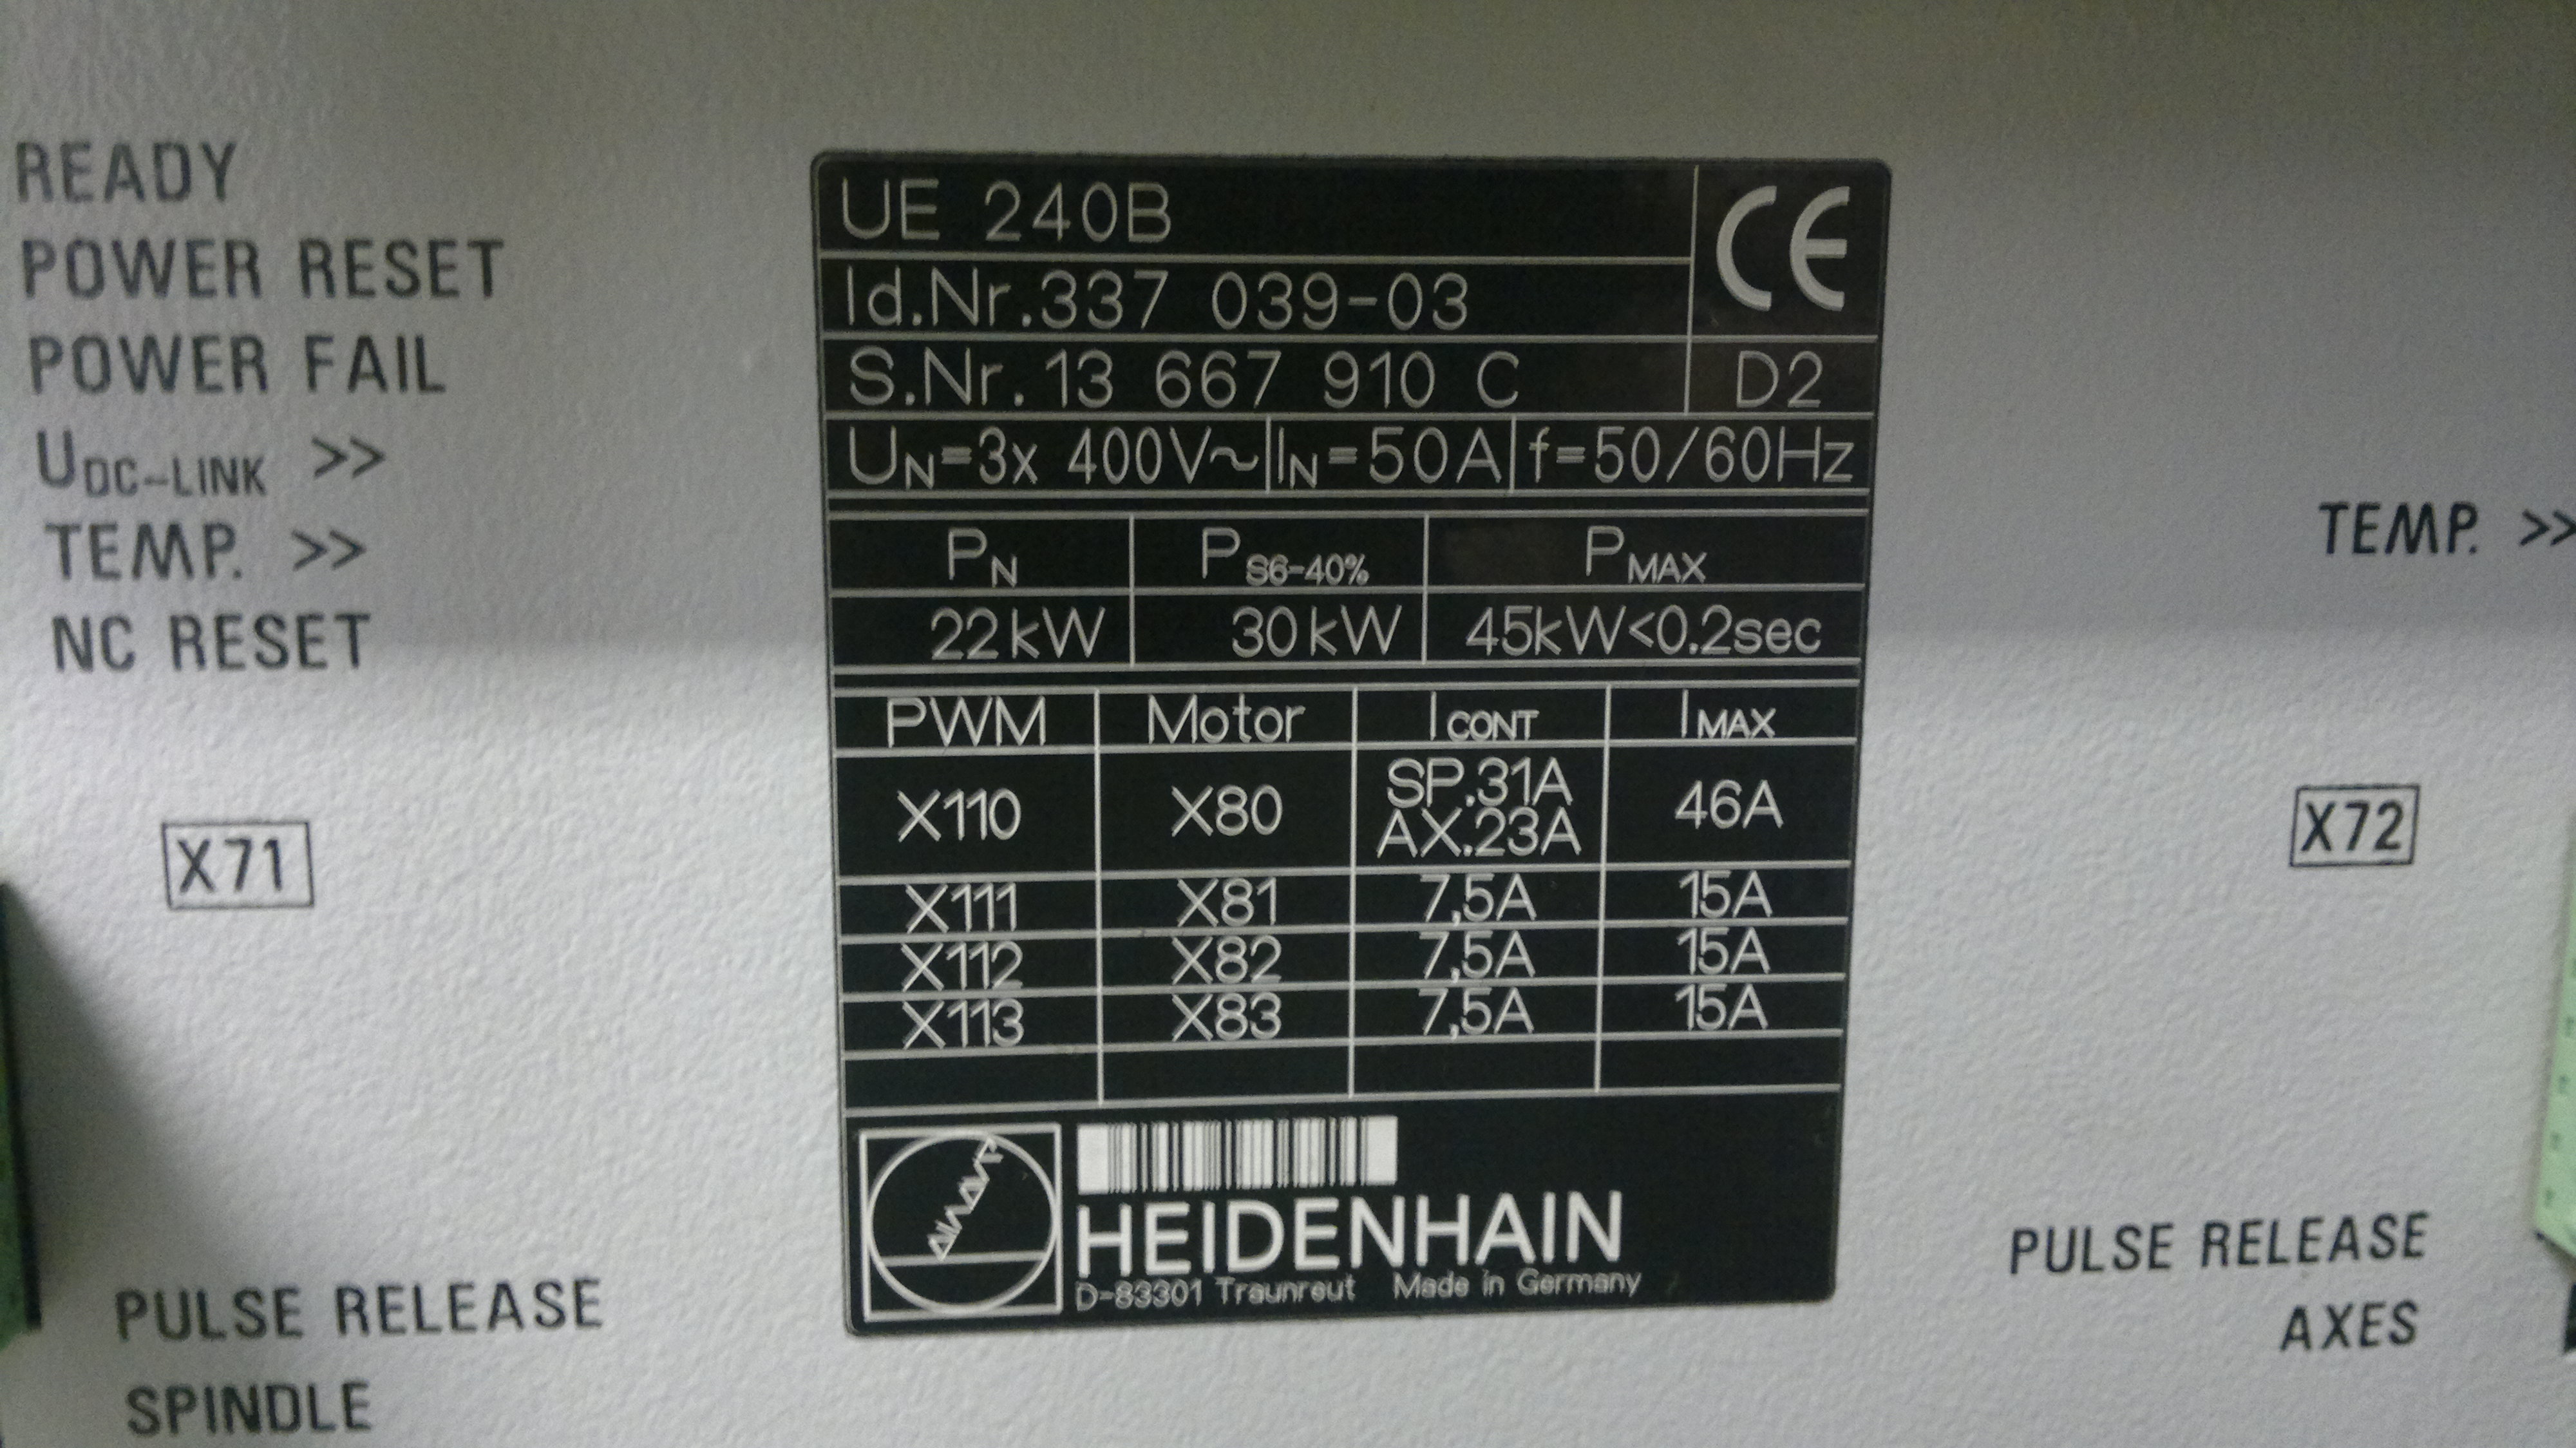 READY
POWER RESET
POWER FAIL
UDC-LINK >>
TEMP. >>
NC RESET
X71
PULSE RELEASE
SPINDLE
UE 240B
CE
Id.Nr.337 039-03
S.Nr.13 667 910 C
D2
UN=3x 400V~ IN=50A f=50/60Hz
PN PS6-40% PMAX
22kW 30kW 45kW<0.2sec
PWM Motor ICONT IMAX
X110 X80 SP.31A 46A
AX.23A
X111 X81 7,5A 15A
X112 X82 7,5A 15A
X113 X83 7,5A 15A
HEIDENHAIN
D-83301 Traunreut Made in Germany
TEMP. >>
X72
PULSE RELEASE
AXES